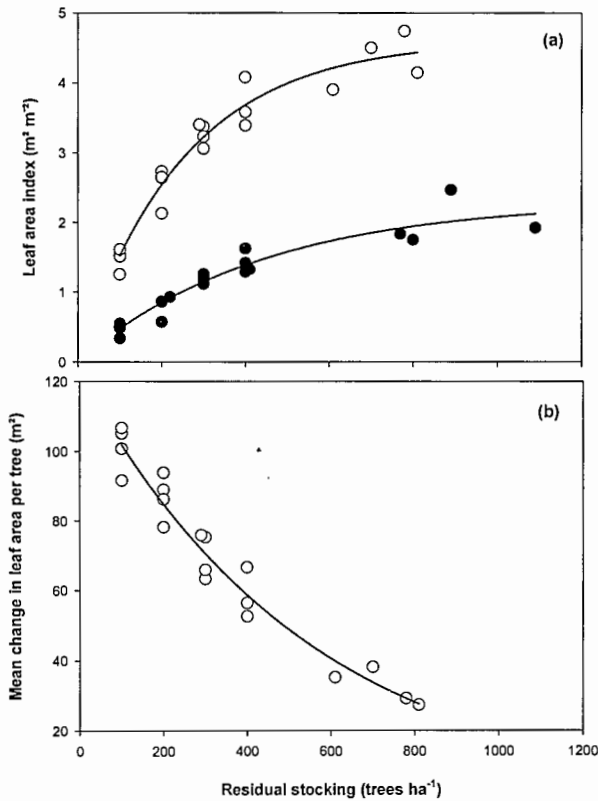 5
(a)
4
3
2
1
0
Leaf area index (m² m⁻²)
120
(b)
100
80
60
40
20
Mean change in leaf area per tree (m²)
0 200 400 600 800 1000 1200
Residual stocking (trees ha⁻¹)